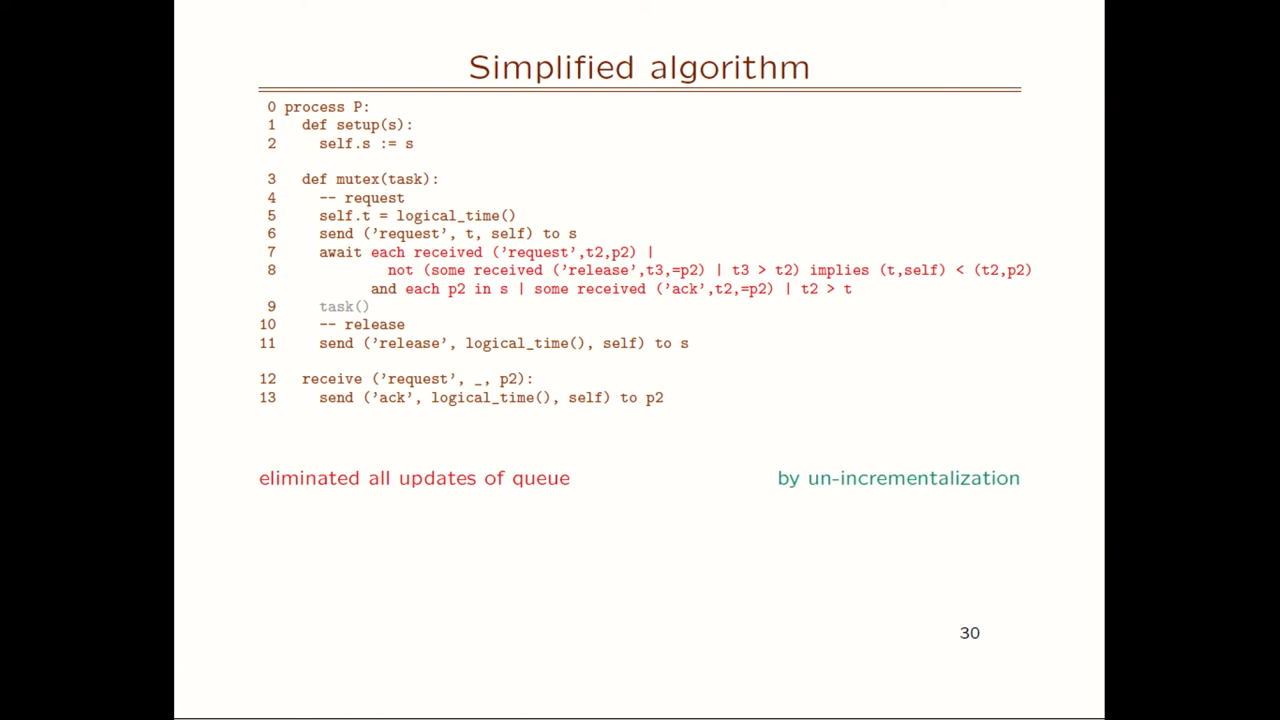 Simplified algorithm
0 process P:
1   def setup(s):
2     self.s := s
3   def mutex(task):
4     -- request
5     self.t = logical_time()
6     send ('request', t, self) to s
7     await each received ('request',t2,p2) |
8             not (some received ('release',t3,=p2) | t3 > t2) implies (t,self) < (t2,p2)
            and each p2 in s | some received ('ack',t2,=p2) | t2 > t
9     task()
10     -- release
11     send ('release', logical_time(), self) to s
12   receive ('request', _, p2):
13     send ('ack', logical_time(), self) to p2
eliminated all updates of queue by un-incrementalization
30